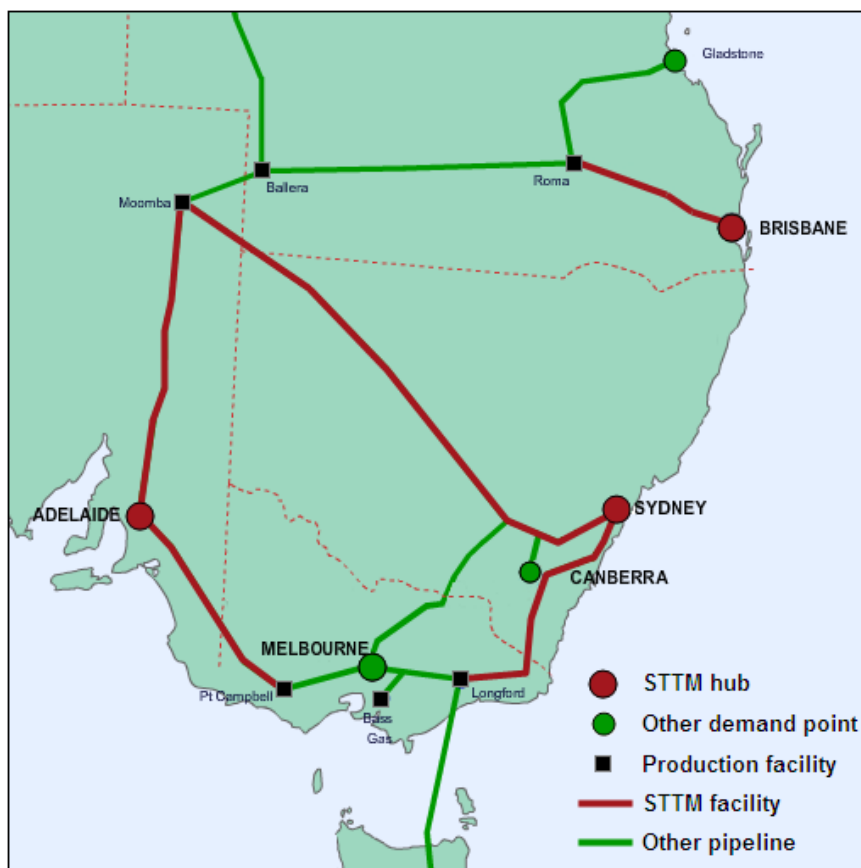 Gladstone
Ballera
Roma
Moomba
BRISBANE
ADELAIDE
SYDNEY
CANBERRA
MELBOURNE
Pt Campbell
Longford
Bass
Gas
STTM hub
Other demand point
Production facility
STTM facility
Other pipeline